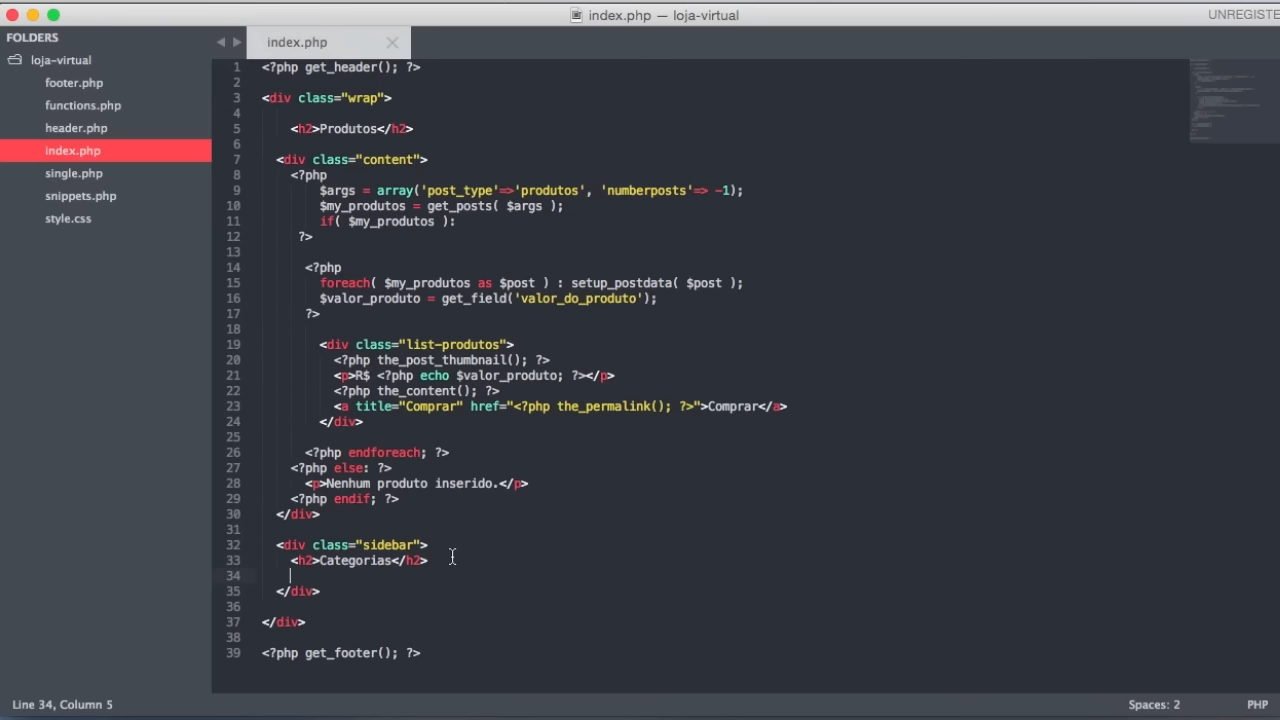 index.php — loja-virtual
UNREGISTE
FOLDERS
loja-virtual
footer.php
functions.php
header.php
index.php
single.php
snippets.php
style.css
index.php
1 <?php get_header(); ?>
2
3 <div class="wrap">
4
5 <h2>Produtos</h2>
6
7 <div class="content">
8 <?php
9 $args = array('post_type'=>'produtos', 'numberposts'=> -1);
10 $my_produtos = get_posts( $args );
11 if( $my_produtos ):
12 ?>
13
14 <?php
15 foreach( $my_produtos as $post ) : setup_postdata( $post );
16 $valor_produto = get_field('valor_do_produto');
17 ?>
18
19 <div class="list-produtos">
20 <?php the_post_thumbnail(); ?>
21 <p>R$ <?php echo $valor_produto; ?></p>
22 <?php the_content(); ?>
23 <a title="Comprar" href="<?php the_permalink(); ?>">Comprar</a>
24 </div>
25
26 <?php endforeach; ?>
27 <?php else: ?>
28 <p>Nenhum produto inserido.</p>
29 <?php endif; ?>
30 </div>
31
32 <div class="sidebar">
33 <h2>Categorias</h2>
34
35 </div>
36
37 </div>
38
39 <?php get_footer(); ?>
Line 34, Column 5
Spaces: 2
PHP